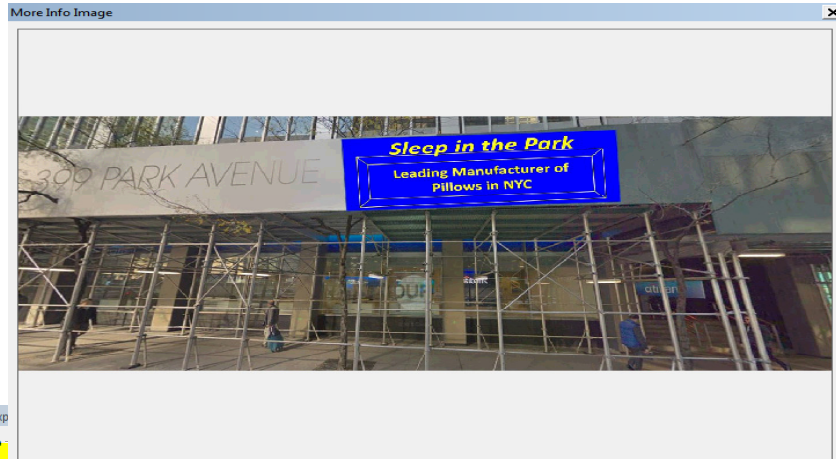 More Info Image
399 PARK AVENUE
Sleep in the Park
Leading Manufacturer of
Pillows in NYC